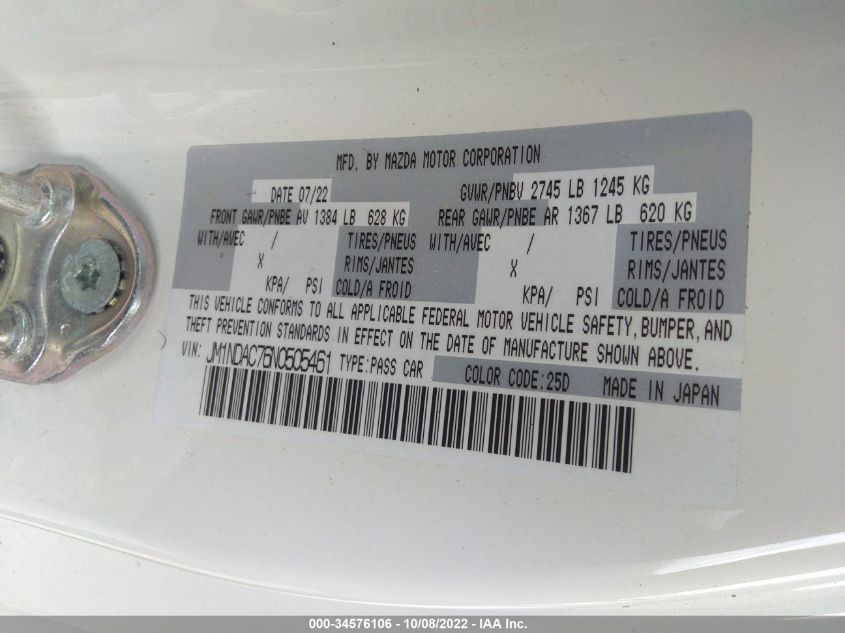 MFD. BY MAZDA MOTOR CORPORATION
DATE 07/22 GVWR/PNBV 2745 LB 1245 KG
FRONT GAWR/PNBE AV 1384 LB 628 KG REAR GAWR/PNBE AR 1367 LB 620 KG
WITH/AVEC / TIRES/PNEUS WITH/AVEC / TIRES/PNEUS
X RIMS/JANTES X RIMS/JANTES
KPA/ PSI COLD/A FROID KPA/ PSI COLD/A FROID
THIS VEHICLE CONFORMS TO ALL APPLICABLE FEDERAL MOTOR VEHICLE SAFETY, BUMPER, AND
THEFT PREVENTION STANDARDS IN EFFECT ON THE DATE OF MANUFACTURE SHOWN ABOVE.
VIN: JM1NDAC76N0505461 TYPE:PASS CAR COLOR CODE:25D MADE IN JAPAN
000-34576106 - 10/08/2022 - IAA Inc.